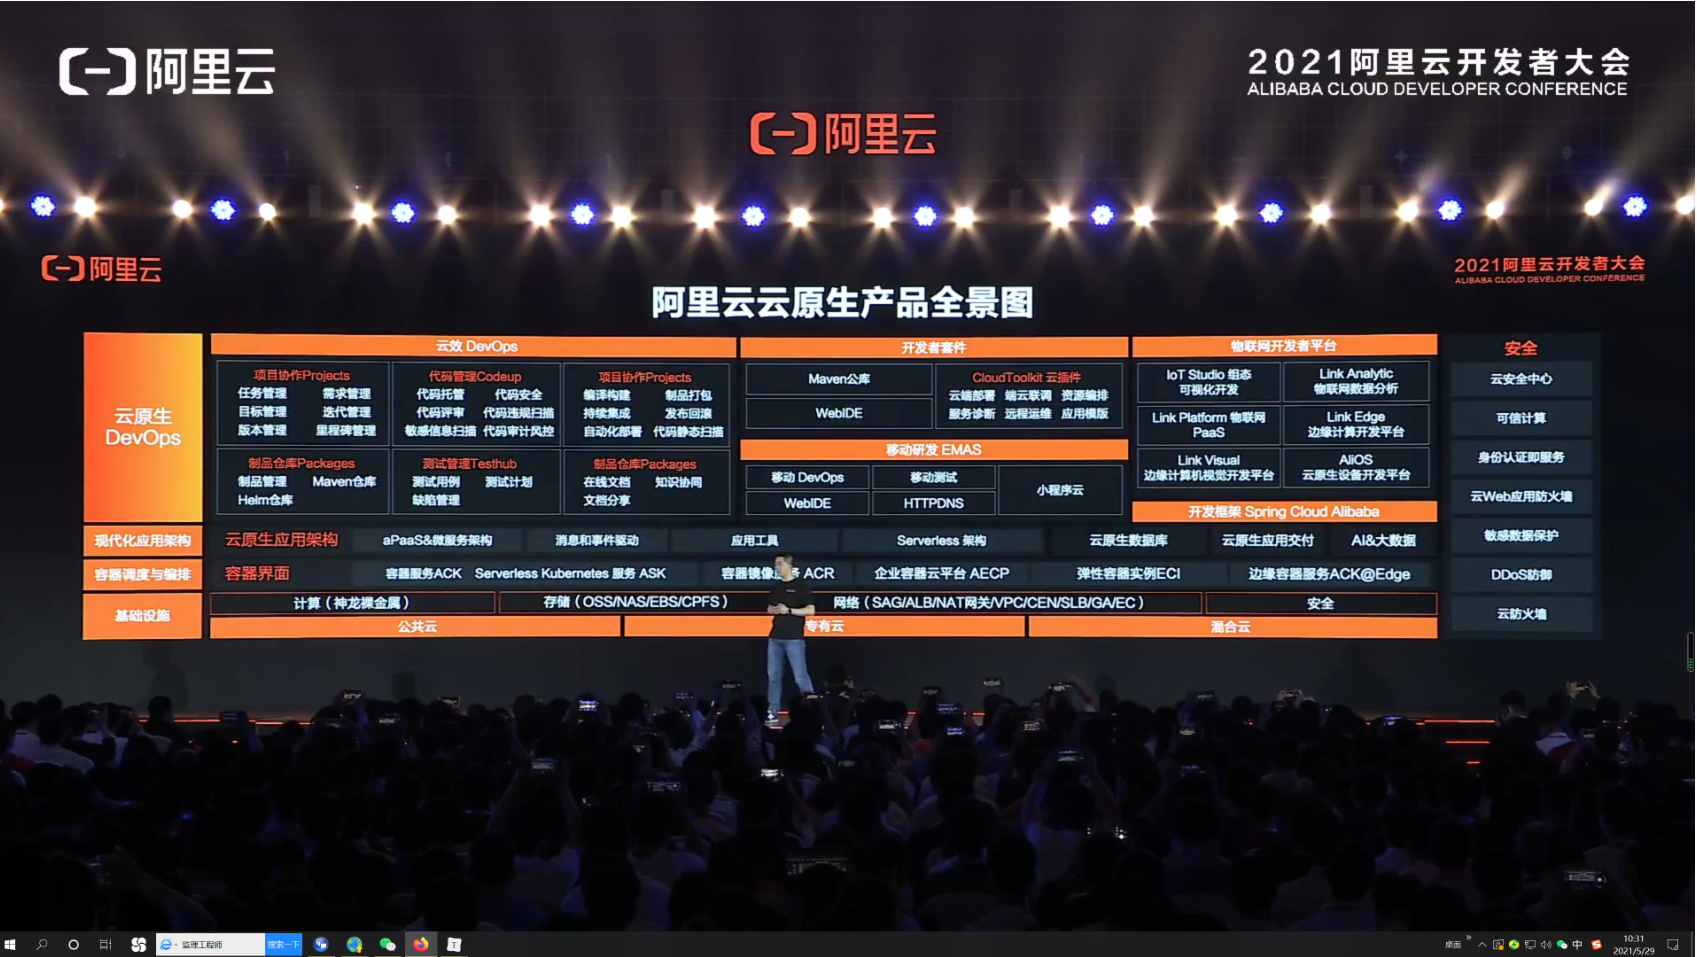 阿里云
2021阿里云开发者大会
ALIBABA CLOUD DEVELOPER CONFERENCE
阿里云
阿里云
2021阿里云开发者大会
ALIBABA CLOUD DEVELOPER CONFERENCE
阿里云云原生产品全景图
云原生
DevOps
云效 DevOps
项目协作Projects
任务管理 需求管理
目标管理 迭代管理
版本管理 里程碑管理
代码管理Codeup
代码托管 代码安全
代码评审 代码违规扫描
敏感信息扫描 代码审计风控
项目协作Projects
编译构建 制品打包
持续集成 发布回滚
自动化部署 代码静态扫描
制品仓库Packages
制品管理 Maven仓库
Helm仓库
测试管理Testhub
测试用例 测试计划
缺陷管理
制品仓库Packages
在线文档 知识协同
文档分享
开发者套件
Maven公库
WebIDE
CloudToolkit 云插件
云端部署 端云联调 资源编排
服务诊断 远程运维 应用模版
移动研发 EMAS
移动 DevOps
移动测试
小程序云
WebIDE
HTTPDNS
物联网开发者平台
IoT Studio 组态
可视化开发
Link Analytic
物联网数据分析
Link Platform 物联网
PaaS
Link Edge
边缘计算开发平台
Link Visual
边缘计算机视觉开发平台
AliOS
云原生设备开发平台
开发框架 Spring Cloud Alibaba
安全
云安全中心
可信计算
身份认证即服务
云Web应用防火墙
敏感数据保护
DDoS防御
云防火墙
现代化应用架构
云原生应用架构
aPaaS&微服务架构
消息和事件驱动
应用工具
Serverless 架构
云原生数据库
云原生应用交付
AI&大数据
容器调度与编排
容器界面
容器服务ACK
Serverless Kubernetes 服务 ASK
容器镜像 务 ACR
企业容器云平台 AECP
弹性容器实例ECI
边缘容器服务ACK@Edge
基础设施
计算（神龙裸金属）
存储（OSS/NAS/EBS/CPFS）
网络（SAG/ALB/NAT网关/VPC/CEN/SLB/GA/EC）
安全
公共云
专有云
混合云
监理工程师
搜索一下
桌面
中
10:31
2021/5/29